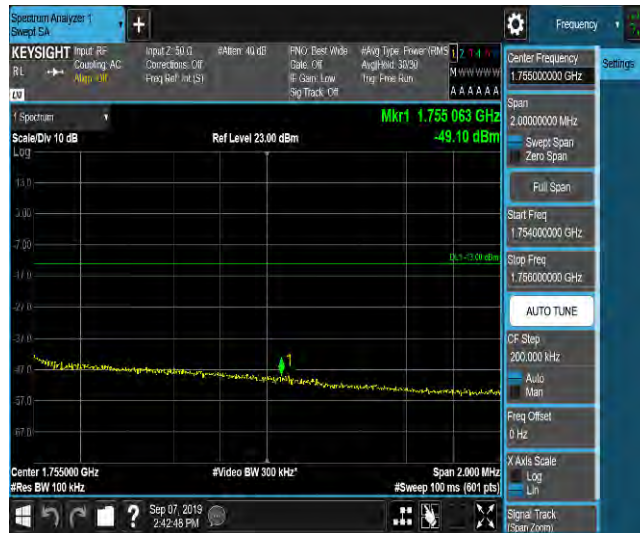 Spectrum Analyzer 1
Swept SA
Frequency
KEYSIGHT
Input: RF
Coupling: AC
Align: Off
Input Z: 50 Ω
Corrections: Off
Freq Ref: Int (S)
#Atten: 40 dB
PNO: Best Wide
Gate: Off
IF Gain: Low
Sig Track: Off
#Avg Type: Power (RMS
Avg|Hold: 30/30
Trig: Free Run
1 2
M W W W W W
A A A A A A
RL
1 Spectrum
Mkr1 1.755 063 GHz
Scale/Div 10 dB
Ref Level 23.00 dBm
-49.10 dBm
Log
13.0
3.00
-7.00
DL1 -13.00 dBm
-17.0
-27.0
-37.0
1
-47.0
-57.0
-67.0
Center 1.755000 GHz
#Video BW 300 kHz*
Span 2.000 MHz
#Res BW 100 kHz
#Sweep 100 ms (601 pts)
Sep 07, 2019
2:42:48 PM
Center Frequency
1.755000000 GHz
Settings
Span
2.00000000 MHz
Swept Span
Zero Span
Full Span
Start Freq
1.754000000 GHz
Stop Freq
1.756000000 GHz
AUTO TUNE
CF Step
200.000 kHz
Auto
Man
Freq Offset
0 Hz
X Axis Scale
Log
Lin
Signal Track
(Span Zoom)